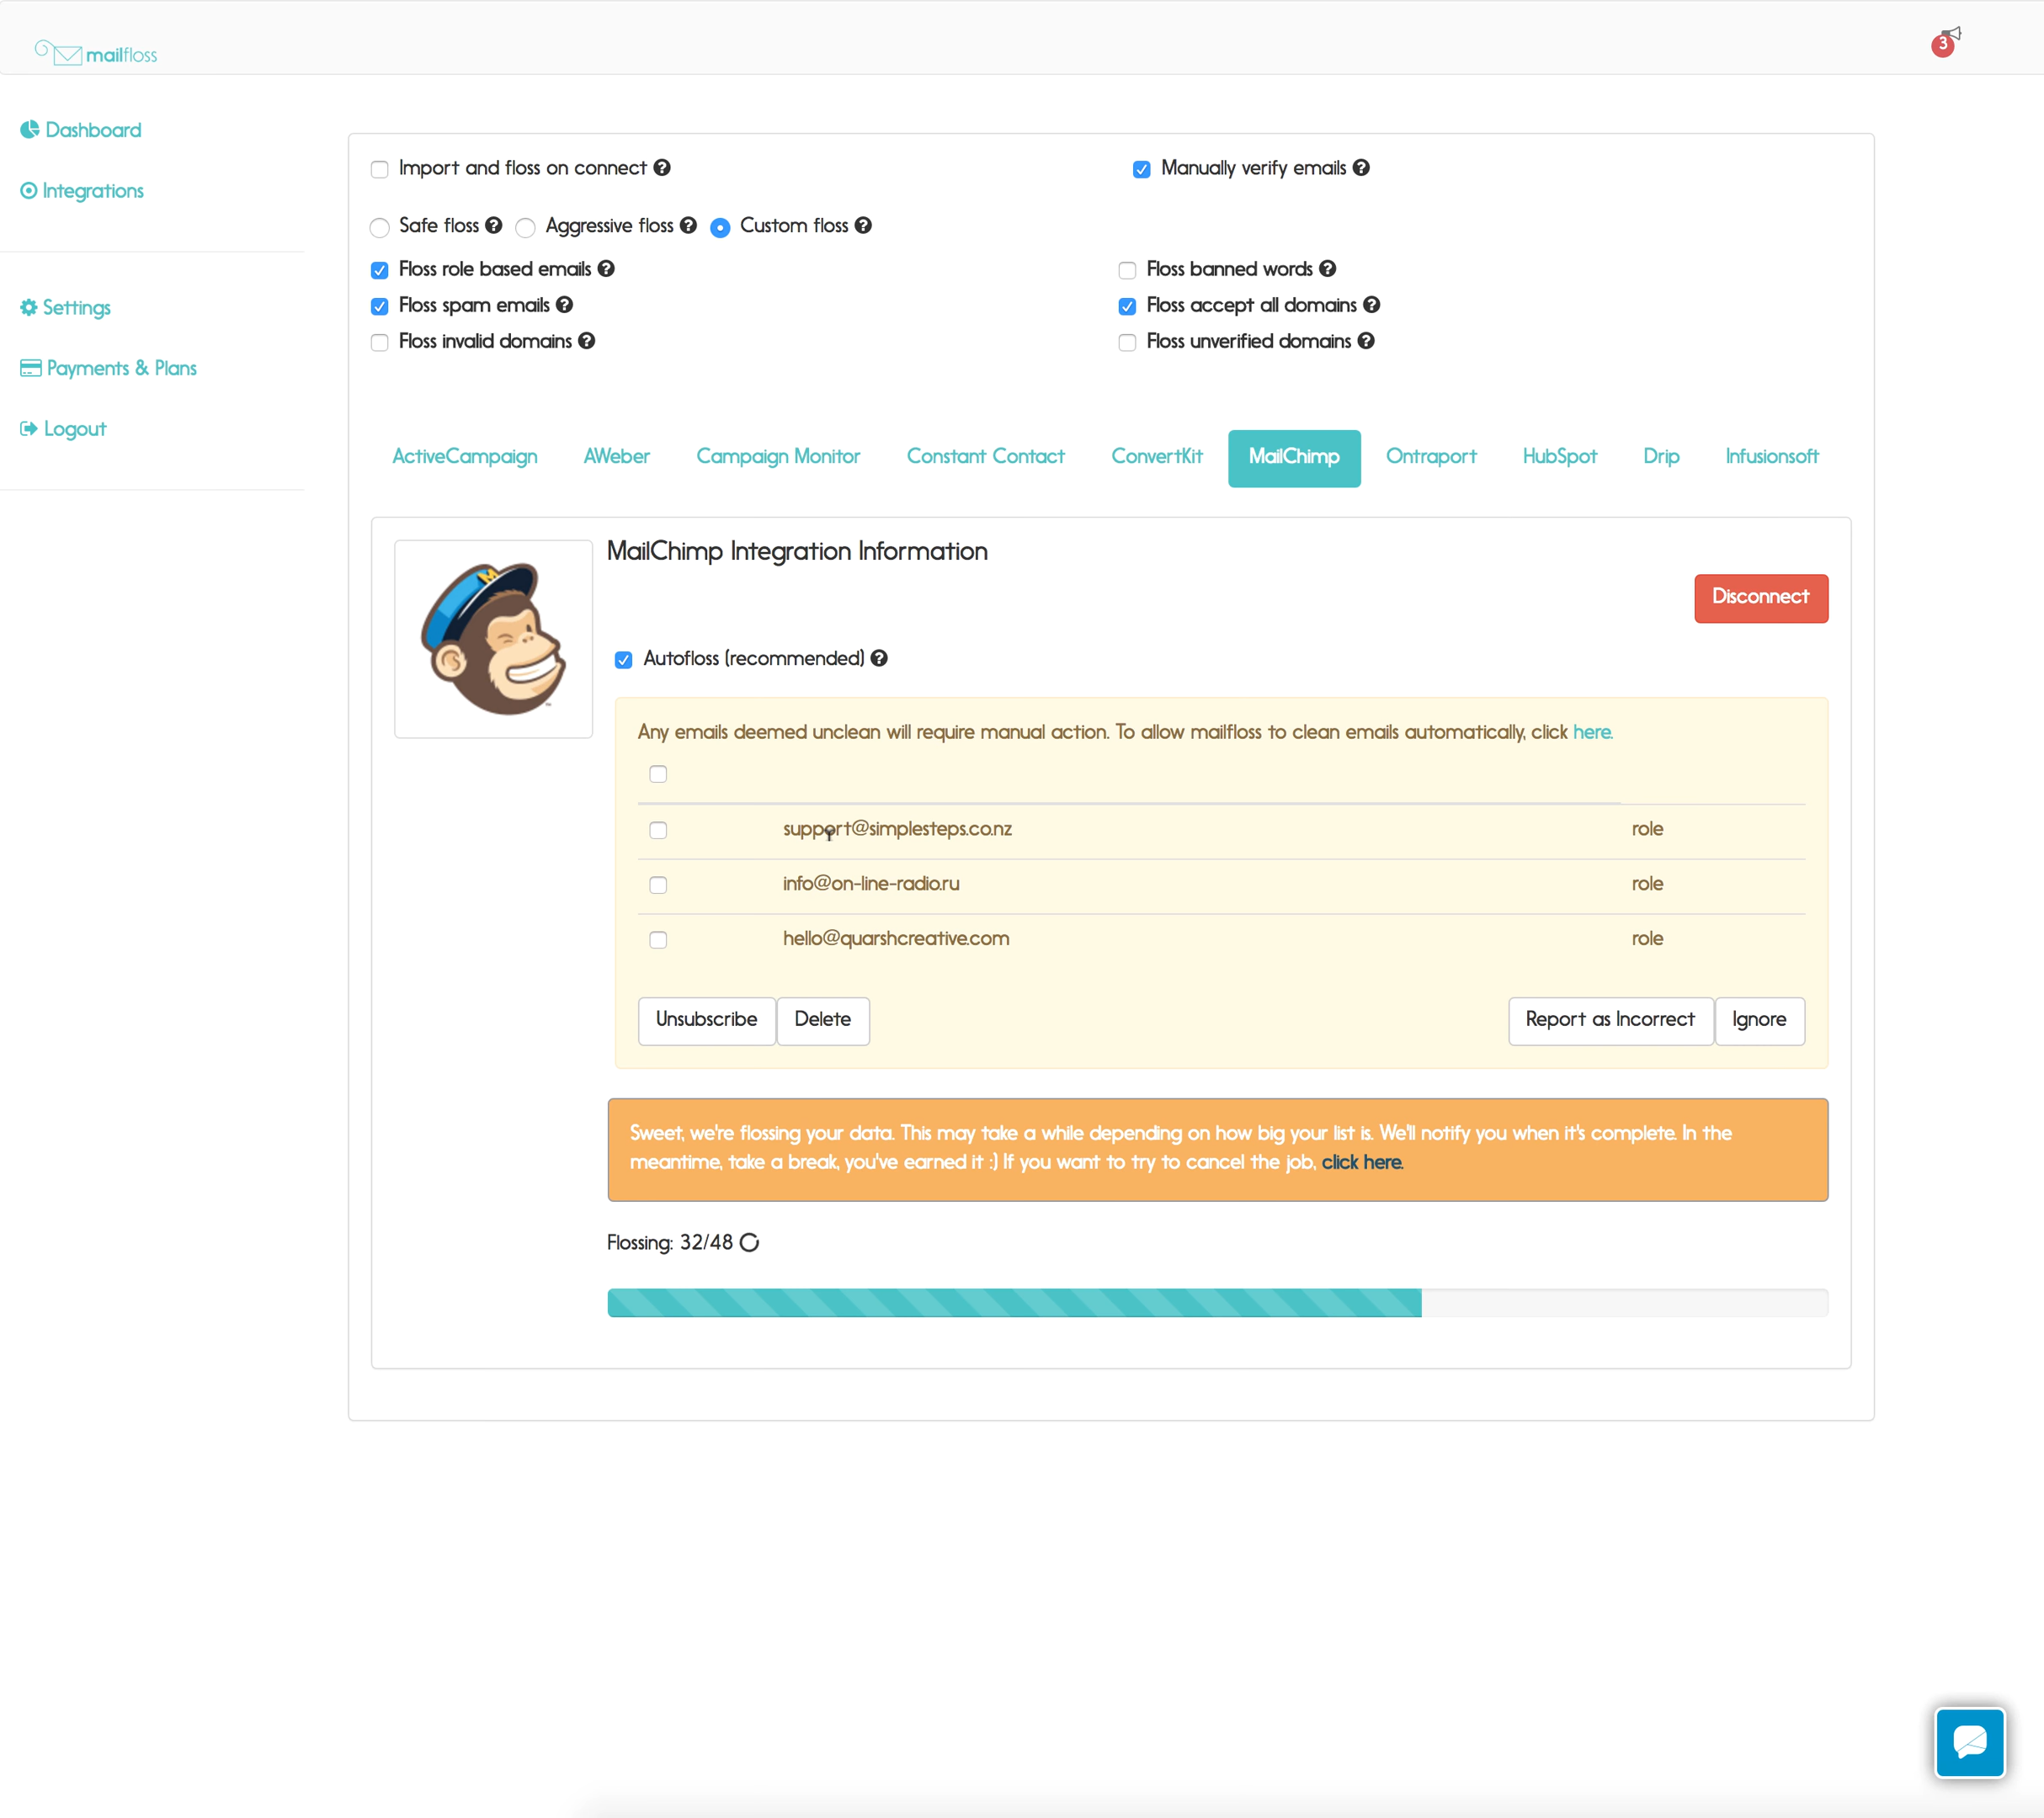 mailfloss
3
Dashboard
Integrations
Settings
Payments & Plans
Logout
Import and floss on connect ?
Manually verify emails ?
Safe floss ? Aggressive floss ? Custom floss ?
Floss role based emails ?
Floss banned words ?
Floss spam emails ?
Floss accept all domains ?
Floss invalid domains ?
Floss unverified domains ?
ActiveCampaign AWeber Campaign Monitor Constant Contact ConvertKit MailChimp Ontraport HubSpot Drip Infusionsoft
MailChimp Integration Information
Disconnect
Autofloss (recommended) ?
Any emails deemed unclean will require manual action. To allow mailfloss to clean emails automatically, click here.
support@simplesteps.co.nz role
info@on-line-radio.ru role
hello@quarshcreative.com role
Unsubscribe Delete Report as Incorrect Ignore
Sweet, we're flossing your data. This may take a while depending on how big your list is. We'll notify you when it's complete. In the
meantime, take a break, you've earned it :) If you want to try to cancel the job, click here.
Flossing: 32/48